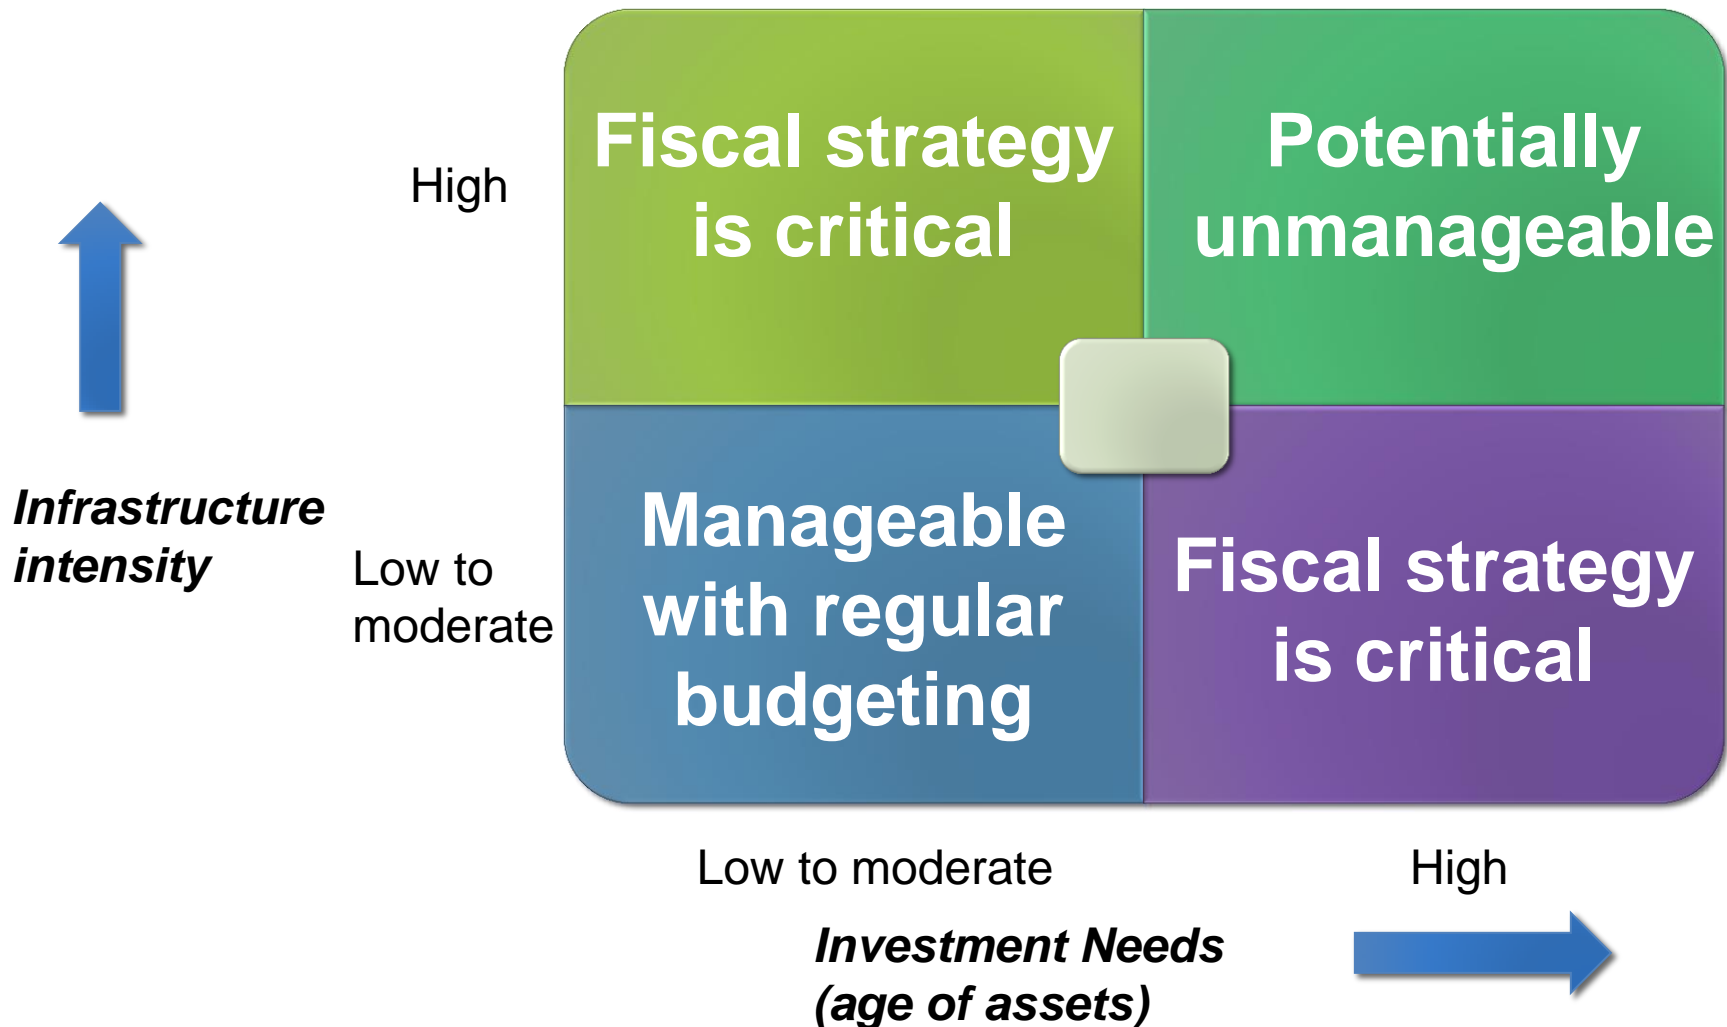 Fiscal strategy
is critical
Potentially
unmanageable
High
Infrastructure
intensity
Low to
moderate
Manageable
with regular
budgeting
Fiscal strategy
is critical
Low to moderate
High
Investment Needs
(age of assets)